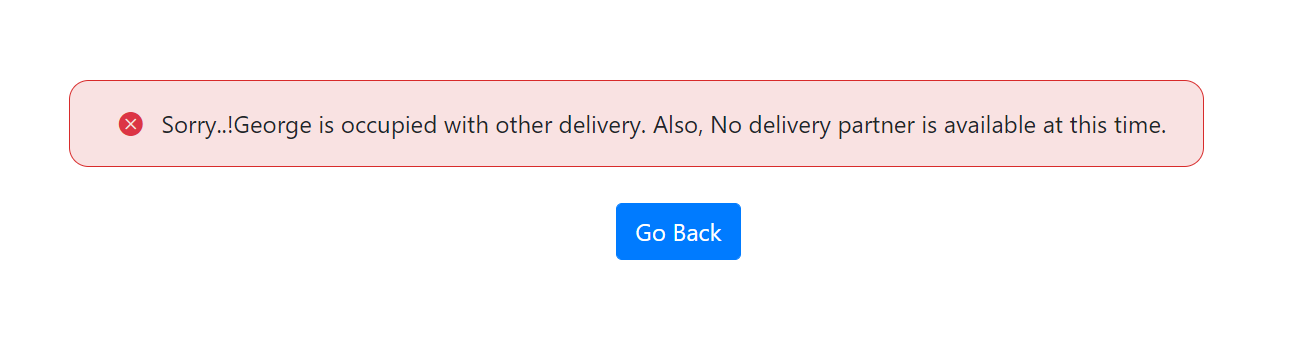 Sorry..!George is occupied with other delivery. Also, No delivery partner is available at this time.
Go Back